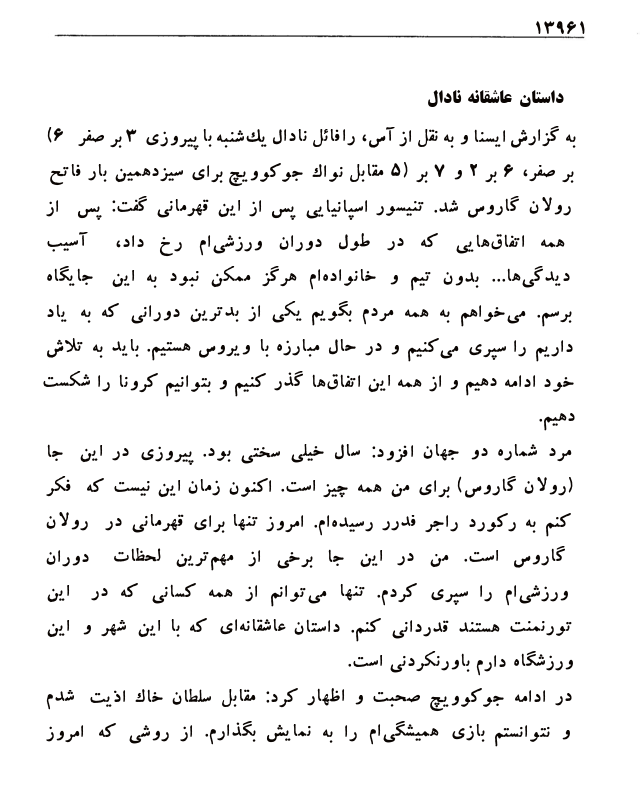 ۱۳۹۶۱
داستان عاشقانه نادال
به گزارش ایسنا و به نقل از آس، رافائل نادال یك‌شنبه با پیروزی ۳ بر صفر ۶)
بر صفر، ۶ بر ۲ و ۷ بر (۵ مقابل نواك جوکوویچ برای سیزدهمین بار فاتح
رولان گاروس شد. تنیسور اسپانیایی پس از این قهرمانی گفت: پس از
همه اتفاق‌هایی که در طول دوران ورزشی‌ام رخ داد، آسیب
دیدگی‌ها... بدون تیم و خانواده‌ام هرگز ممکن نبود به این جایگاه
برسم. می‌خواهم به همه مردم بگویم یکی از بدترین دورانی که به یاد
داریم را سپری می‌کنیم و در حال مبارزه با ویروس هستیم. باید به تلاش
خود ادامه دهیم و از همه این اتفاق‌ها گذر کنیم و بتوانیم کرونا را شکست
دهیم.
مرد شماره دو جهان افزود: سال خیلی سختی بود. پیروزی در این جا
(رولان گاروس) برای من همه چیز است. اکنون زمان این نیست که فکر
کنم به رکورد راجر فدرر رسیده‌ام. امروز تنها برای قهرمانی در رولان
گاروس است. من در این جا برخی از مهم‌ترین لحظات دوران
ورزشی‌ام را سپری کردم. تنها می‌توانم از همه کسانی که در این
تورنمنت هستند قدردانی کنم. داستان عاشقانه‌ای که با این شهر و این
ورزشگاه دارم باورنکردنی است.
در ادامه جوکوویچ صحبت و اظهار کرد: مقابل سلطان خاك اذیت شدم
و نتوانستم بازی همیشگی‌ام را به نمایش بگذارم. از روشی که امروز